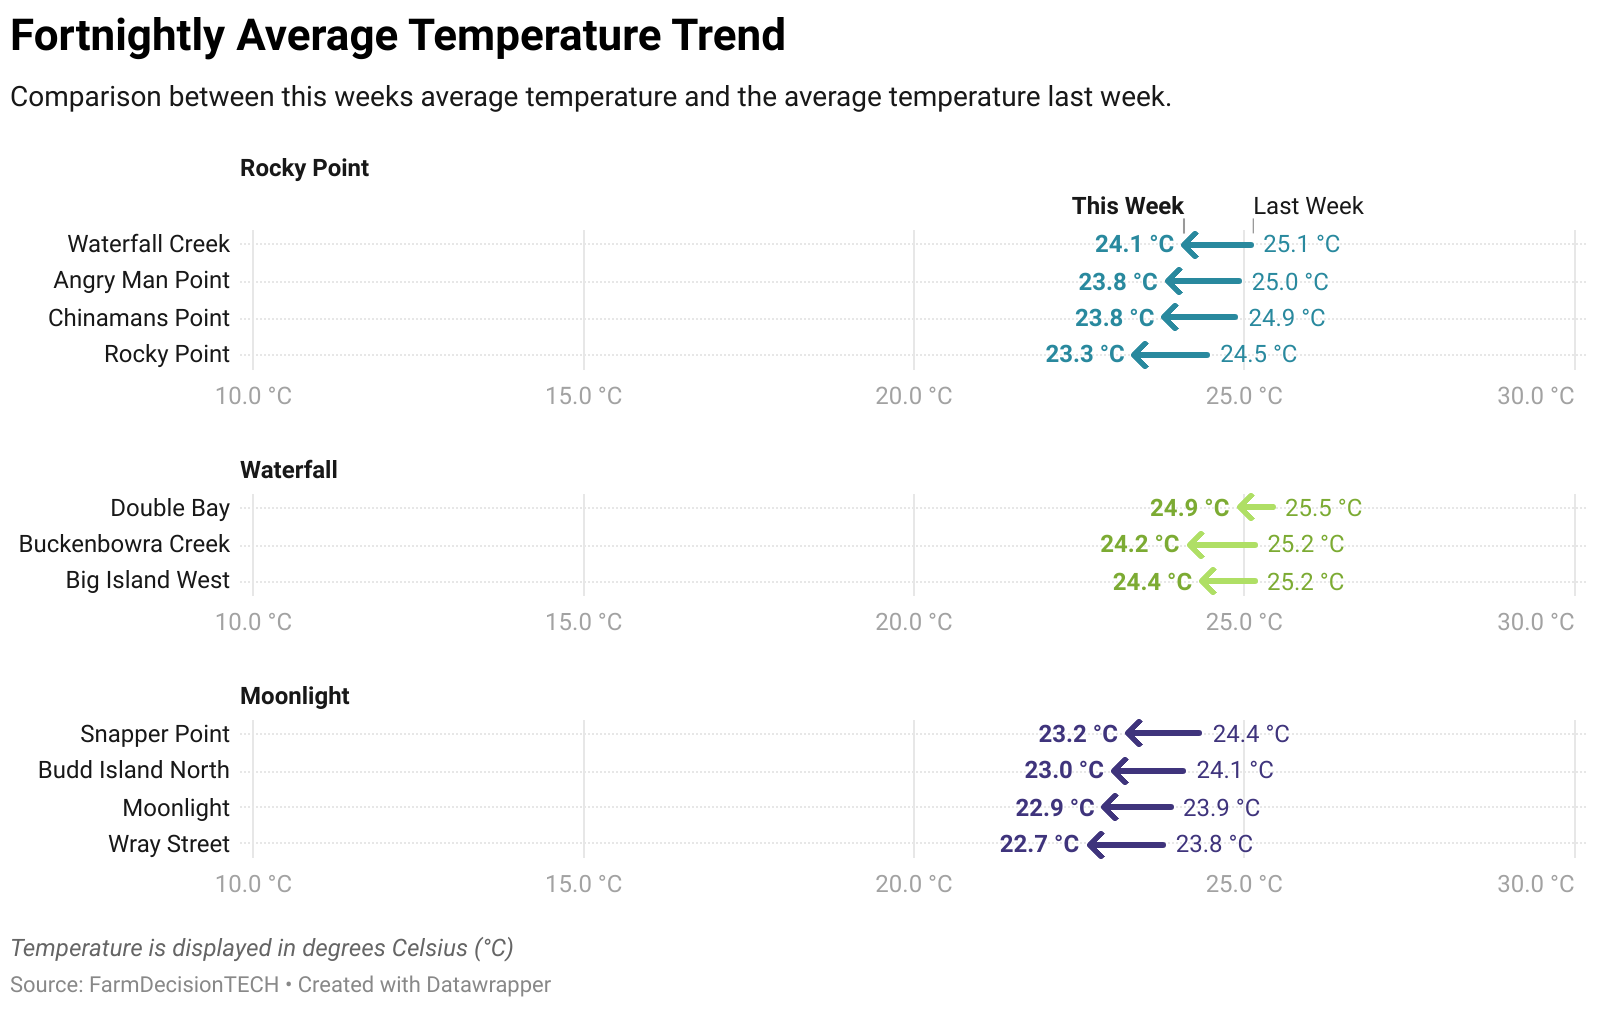 Fortnightly Average Temperature Trend
Comparison between this weeks average temperature and the average temperature last week.
Rocky Point
This Week Last Week
Waterfall Creek 24.1 °C 25.1 °C
Angry Man Point 23.8 °C 25.0 °C
Chinamans Point 23.8 °C 24.9 °C
Rocky Point 23.3 °C 24.5 °C
10.0 °C 15.0 °C 20.0 °C 25.0 °C 30.0 °C
Waterfall
Double Bay 24.9 °C 25.5 °C
Buckenbowra Creek 24.2 °C 25.2 °C
Big Island West 24.4 °C 25.2 °C
10.0 °C 15.0 °C 20.0 °C 25.0 °C 30.0 °C
Moonlight
Snapper Point 23.2 °C 24.4 °C
Budd Island North 23.0 °C 24.1 °C
Moonlight 22.9 °C 23.9 °C
Wray Street 22.7 °C 23.8 °C
10.0 °C 15.0 °C 20.0 °C 25.0 °C 30.0 °C
Temperature is displayed in degrees Celsius (°C)
Source: FarmDecisionTECH • Created with Datawrapper